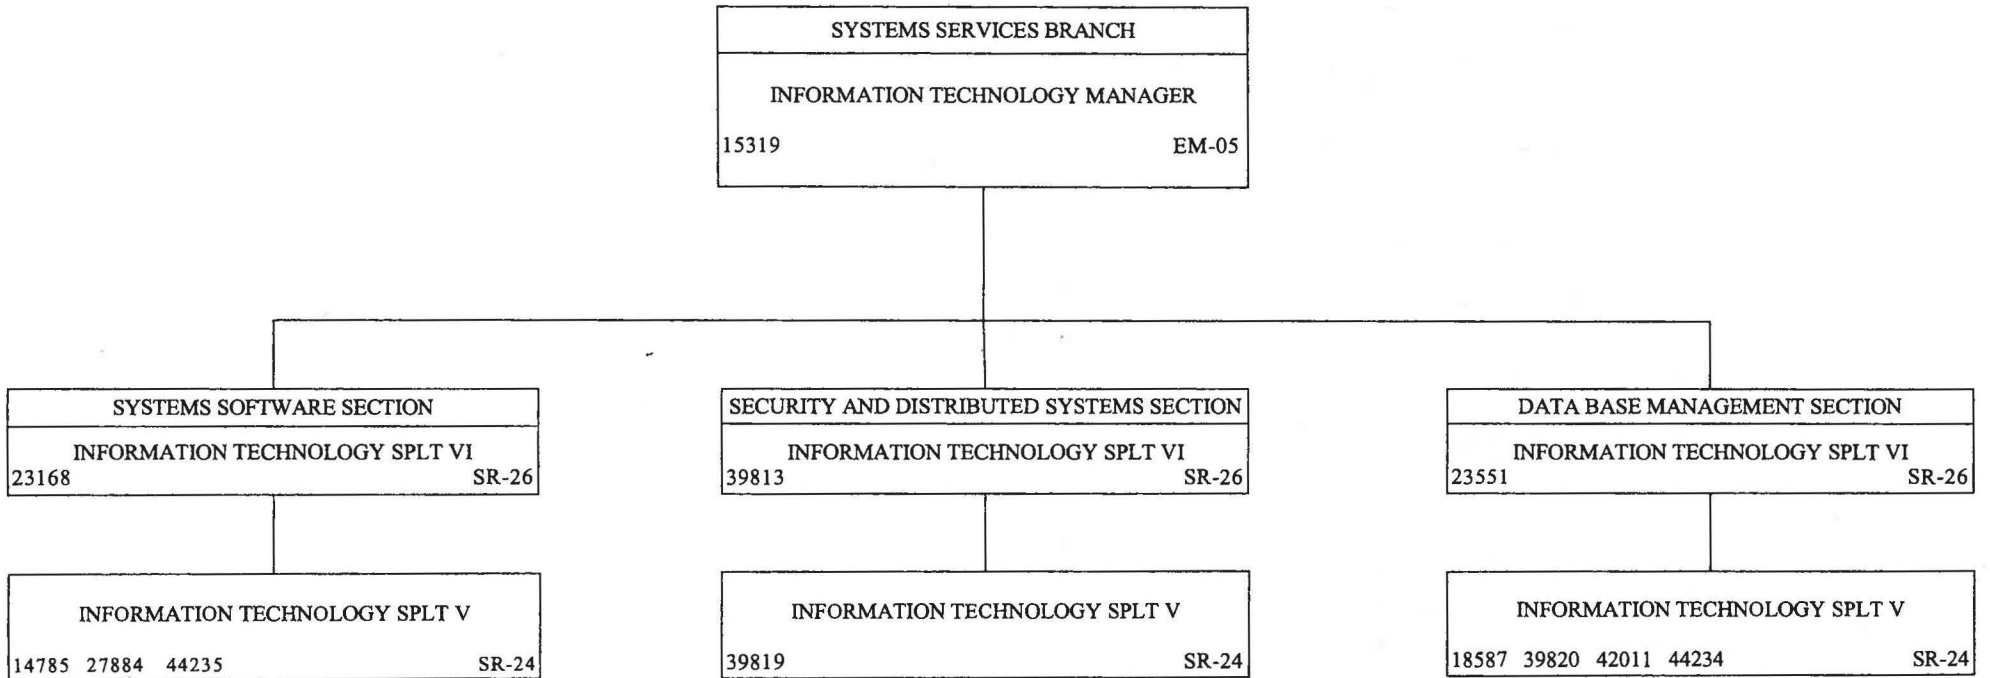 SYSTEMS SERVICES BRANCH
INFORMATION TECHNOLOGY MANAGER
15319 EM-05
SYSTEMS SOFTWARE SECTION
INFORMATION TECHNOLOGY SPLT VI
23168 SR-26
INFORMATION TECHNOLOGY SPLT V
14785 27884 44235 SR-24
SECURITY AND DISTRIBUTED SYSTEMS SECTION
INFORMATION TECHNOLOGY SPLT VI
39813 SR-26
INFORMATION TECHNOLOGY SPLT V
39819 SR-24
DATA BASE MANAGEMENT SECTION
INFORMATION TECHNOLOGY SPLT VI
23551 SR-26
INFORMATION TECHNOLOGY SPLT V
18587 39820 42011 44234 SR-24